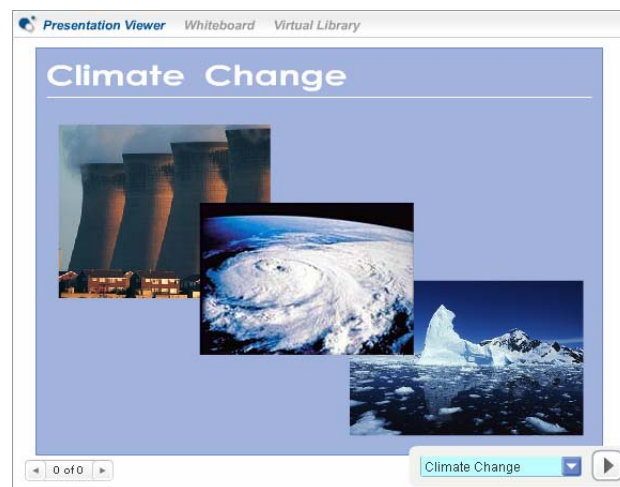 Presentation Viewer Whiteboard Virtual Library
Climate Change
0 of 0 Climate Change